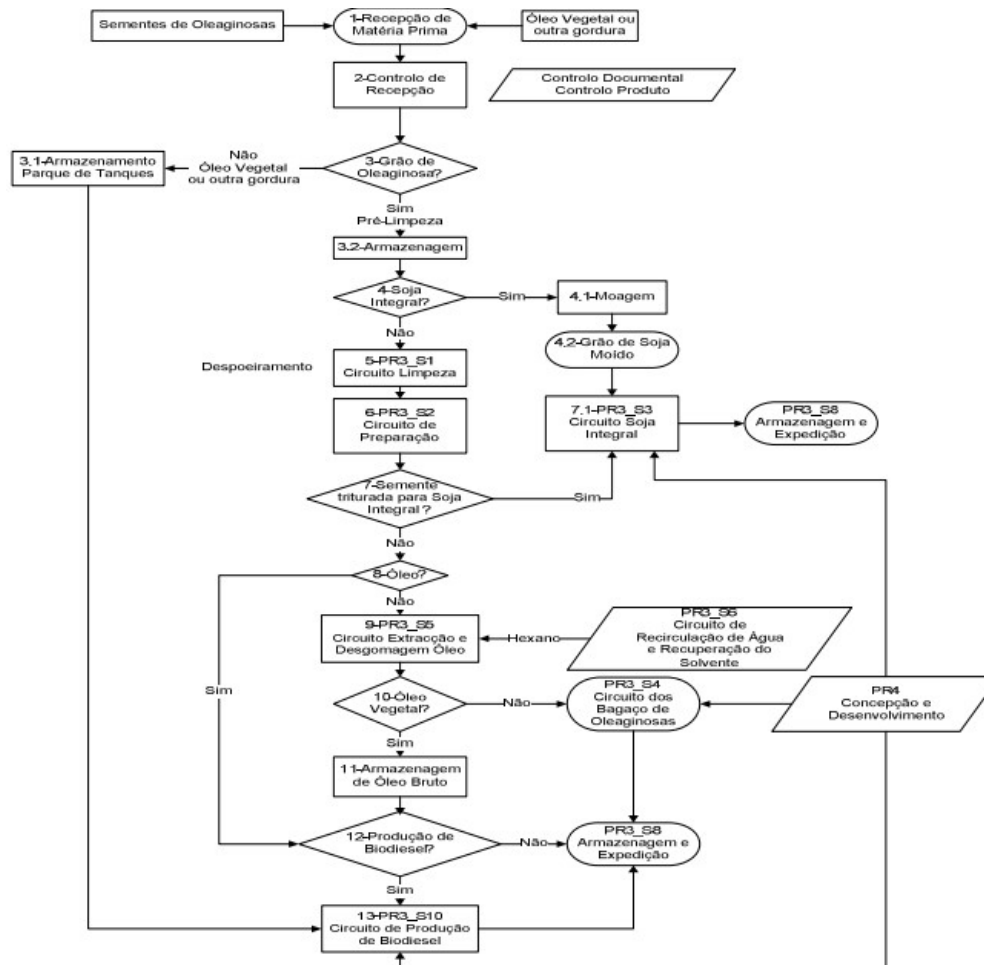 Sementes de Oleaginosas
1-Recepção de
Matéria Prima
Óleo Vegetal ou
outra gordura
2-Controlo de
Recepção
Controlo Documental
Controlo Produto
3.1-Armazenamento
Parque de Tanques
Não
Óleo Vegetal
ou outra gordura
3-Grão de
Oleaginosa?
Sim
Pré-Limpeza
3.2-Armazenagem
4-Soja
Integral?
Sim
4.1-Moagem
Não
4.2-Grão de Soja
Moído
Despoeiramento
5-PR3_S1
Circuito Limpeza
6-PR3_S2
Circuito de
Preparação
7.1-PR3_S3
Circuito Soja
Integral
PR3_S8
Armazenagem e
Expedição
7-Semente
triturada para Soja
Integral?
Sim
Não
8-Óleo?
Não
9-PR3_S5
Circuito Extracção e
Desgomagem Óleo
Hexano
PR3_S6
Circuito de
Recirculação de Água
e Recuperação do
Solvente
Sim
10-Óleo
Vegetal?
Não
PR3_S4
Circuito dos
Bagaço de
Oleaginosas
PR4
Concepção e
Desenvolvimento
Sim
11-Armazenagem
de Óleo Bruto
12-Produção de
Biodiesel?
Não
PR3_S8
Armazenagem e
Expedição
Sim
13-PR3_S10
Circuito de Produção
de Biodiesel